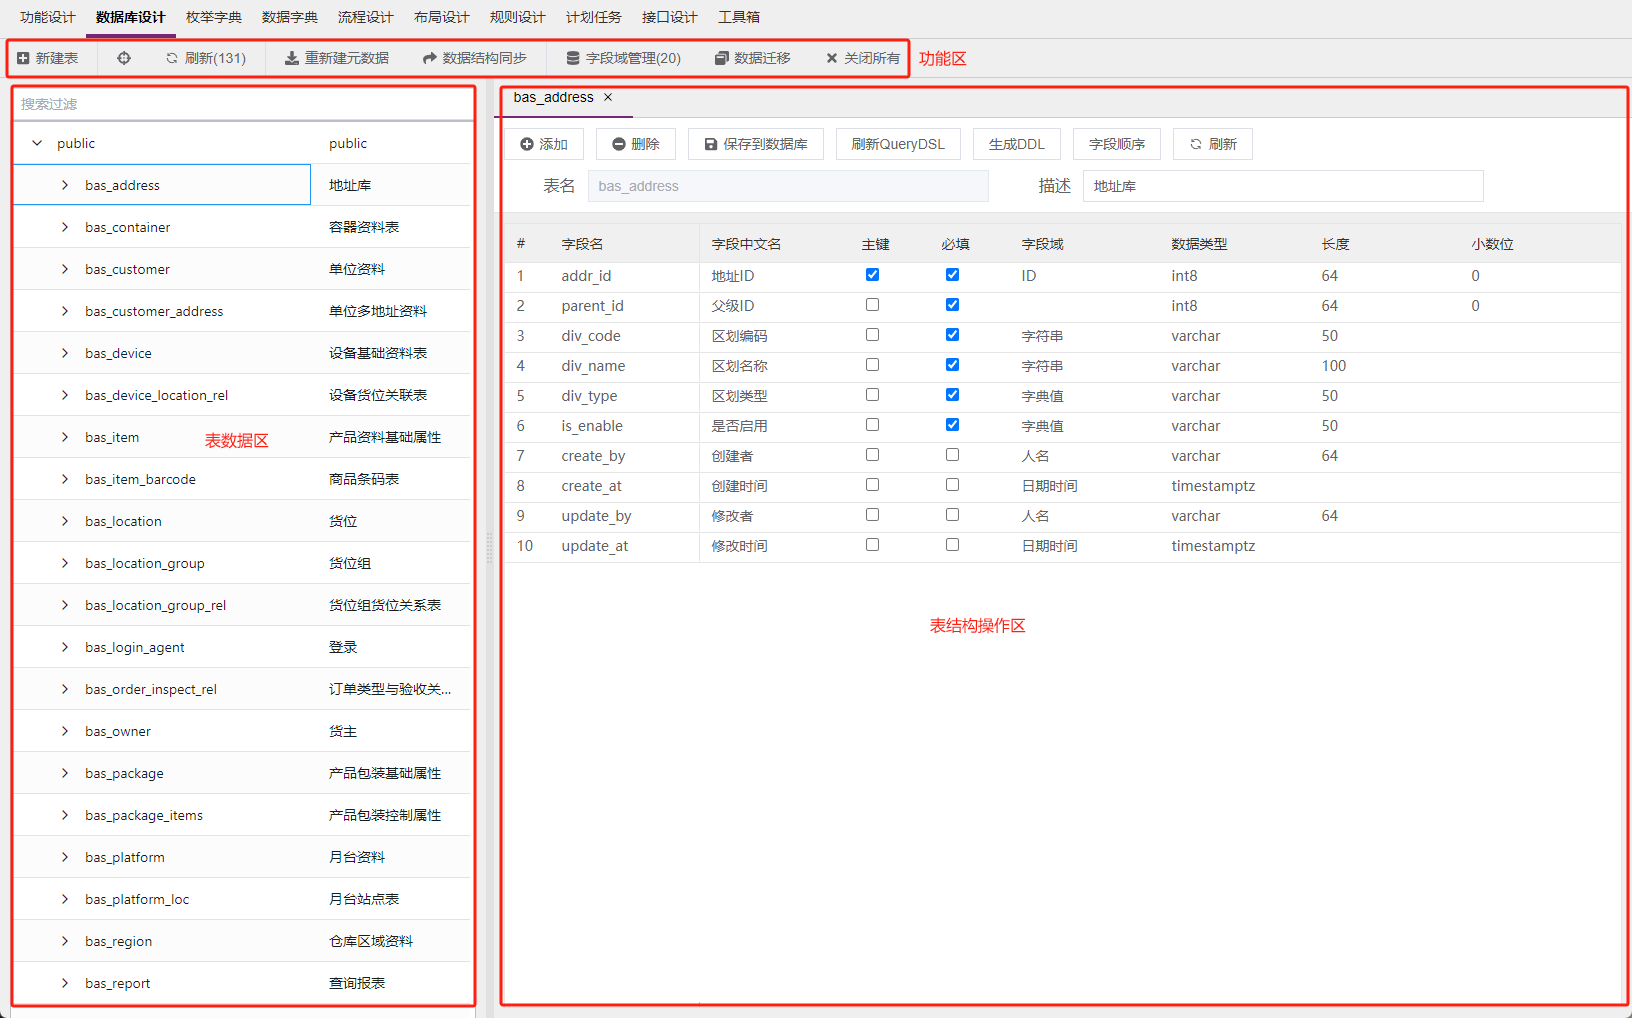 功能设计 数据库设计 枚举字典 数据字典 流程设计 布局设计 规则设计 计划任务 接口设计 工具箱
新建表 刷新(131) 重新建元数据 数据结构同步 字段域管理(20) 数据迁移 关闭所有 功能区
搜索过滤
public public
bas_address 地址库
bas_container 容器资料表
bas_customer 单位资料
bas_customer_address 单位多地址资料
bas_device 设备基础资料表
bas_device_location_rel 设备货位关联表
bas_item 产品资料基础属性
表数据区
bas_item_barcode 商品条码表
bas_location 货位
bas_location_group 货位组
bas_location_group_rel 货位组货位关系表
bas_login_agent 登录
bas_order_inspect_rel 订单类型与验收关...
bas_owner 货主
bas_package 产品包装基础属性
bas_package_items 产品包装控制属性
bas_platform 月台资料
bas_platform_loc 月台站点表
bas_region 仓库区域资料
bas_report 查询报表
bas_address ×
添加 删除 保存到数据库 刷新QueryDSL 生成DDL 字段顺序 刷新
表名 bas_address 描述 地址库
# 字段名 字段中文名 主键 必填 字段域 数据类型 长度 小数位
1 addr_id 地址ID ID int8 64 0
2 parent_id 父级ID int8 64 0
3 div_code 区划编码 字符串 varchar 50
4 div_name 区划名称 字符串 varchar 100
5 div_type 区划类型 字典值 varchar 50
6 is_enable 是否启用 字典值 varchar 50
7 create_by 创建者 人名 varchar 64
8 create_at 创建时间 日期时间 timestamptz
9 update_by 修改者 人名 varchar 64
10 update_at 修改时间 日期时间 timestamptz
表结构操作区